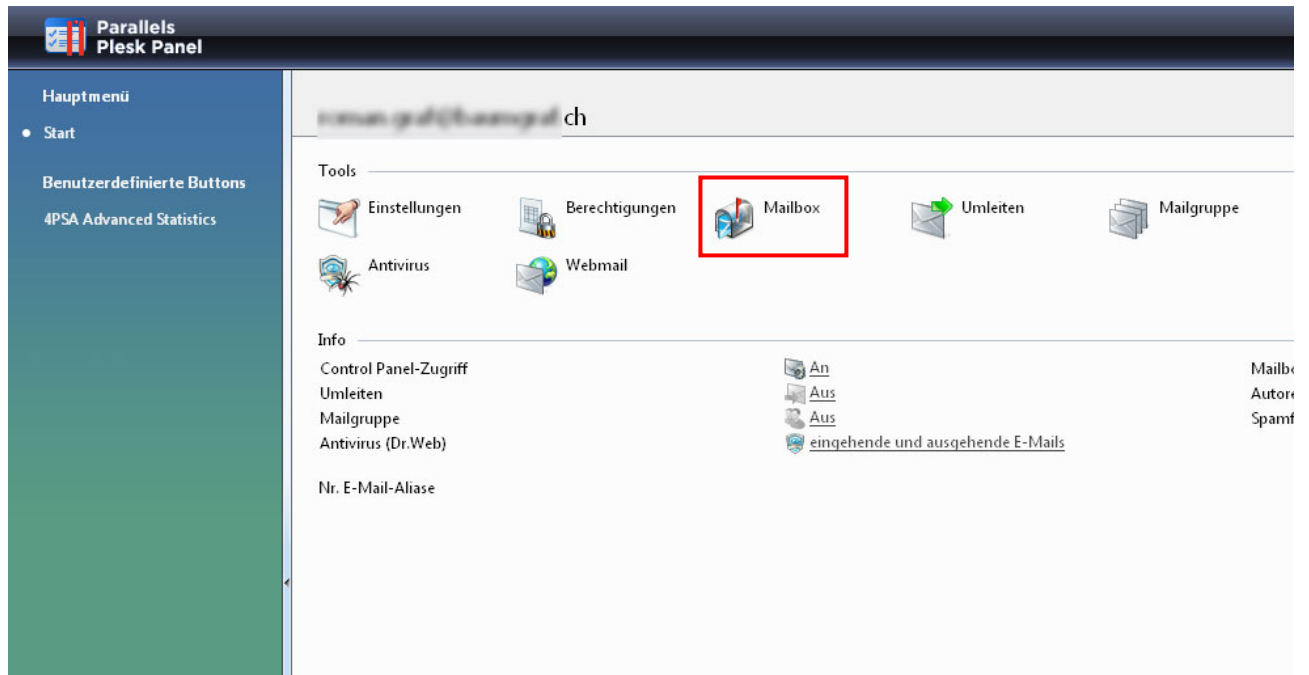 Parallels
Plesk Panel
Hauptmenü
Start
Benutzerdefinierte Buttons
4PSA Advanced Statistics
ch
Tools
Einstellungen Berechtigungen Mailbox Umleiten Mailgruppe
Antivirus Webmail
Info
Control Panel-Zugriff An
Umleiten Aus
Mailgruppe Aus
Antivirus (Dr.Web) eingehende und ausgehende E-Mails
Nr. E-Mail-Aliase